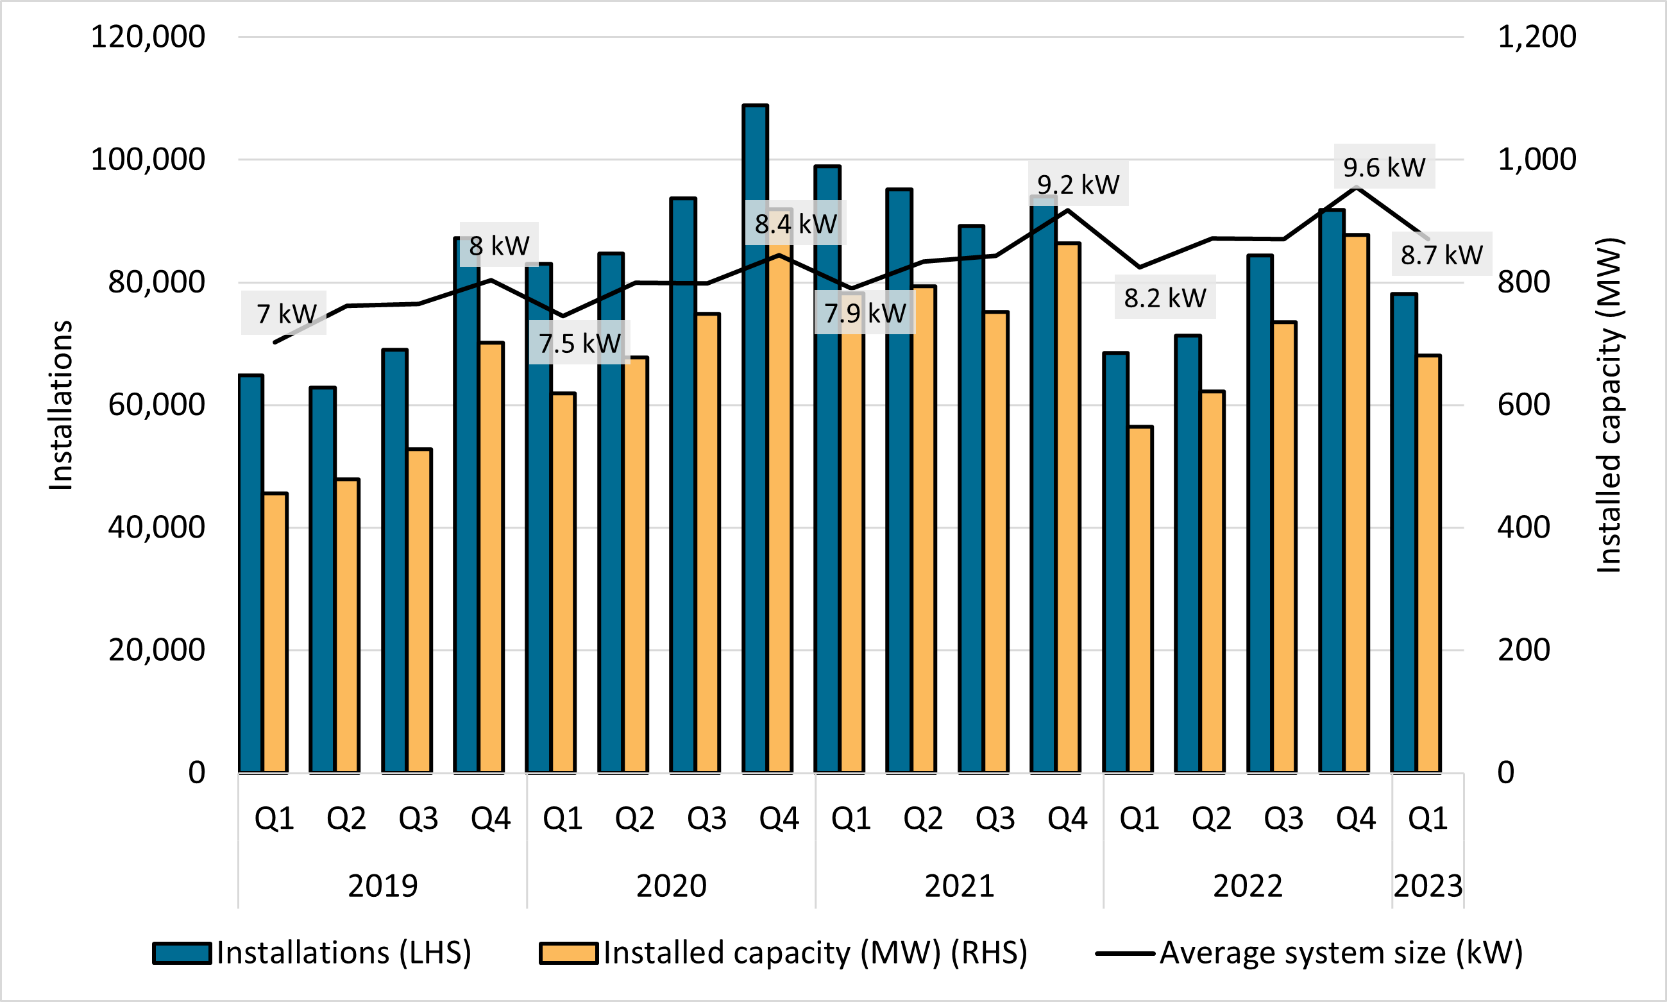 120,000
100,000
80,000
60,000
40,000
20,000
0
Installations
1,200
1,000
800
600
400
200
0
Installed capacity (MW)
7 kW
8 kW
7.5 kW
8.4 kW
7.9 kW
9.2 kW
8.2 kW
9.6 kW
8.7 kW
Q1 Q2 Q3 Q4 Q1 Q2 Q3 Q4 Q1 Q2 Q3 Q4 Q1 Q2 Q3 Q4 Q1
2019 2020 2021 2022 2023
Installations (LHS) Installed capacity (MW) (RHS) Average system size (kW)